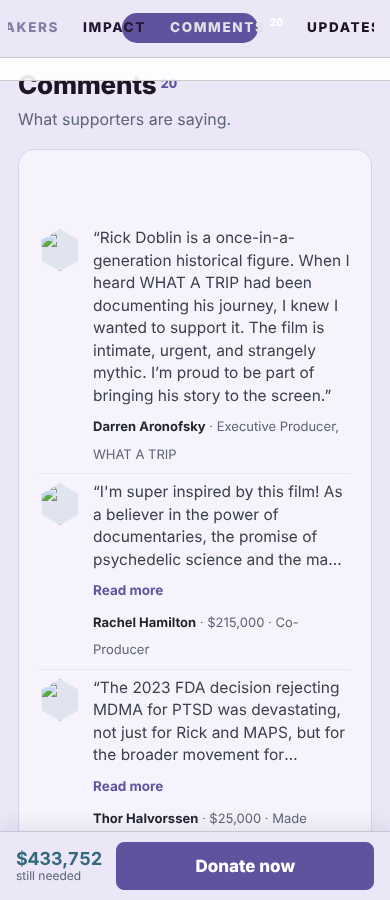 AKERS IMPACT COMMENTS 20 UPDATES
Comments 20
What supporters are saying.
“Rick Doblin is a once-in-a-
generation historical figure. When I
heard WHAT A TRIP had been
documenting his journey, I knew I
wanted to support it. The film is
intimate, urgent, and strangely
mythic. I’m proud to be part of
bringing his story to the screen.”
Darren Aronofsky · Executive Producer,
WHAT A TRIP
“I'm super inspired by this film! As
a believer in the power of
documentaries, the promise of
psychedelic science and the ma...
Read more
Rachel Hamilton · $215,000 · Co-
Producer
“The 2023 FDA decision rejecting
MDMA for PTSD was devastating,
not just for Rick and MAPS, but for
the broader movement for...
Read more
Thor Halvorssen · $25,000 · Made
$433,752
still needed
Donate now